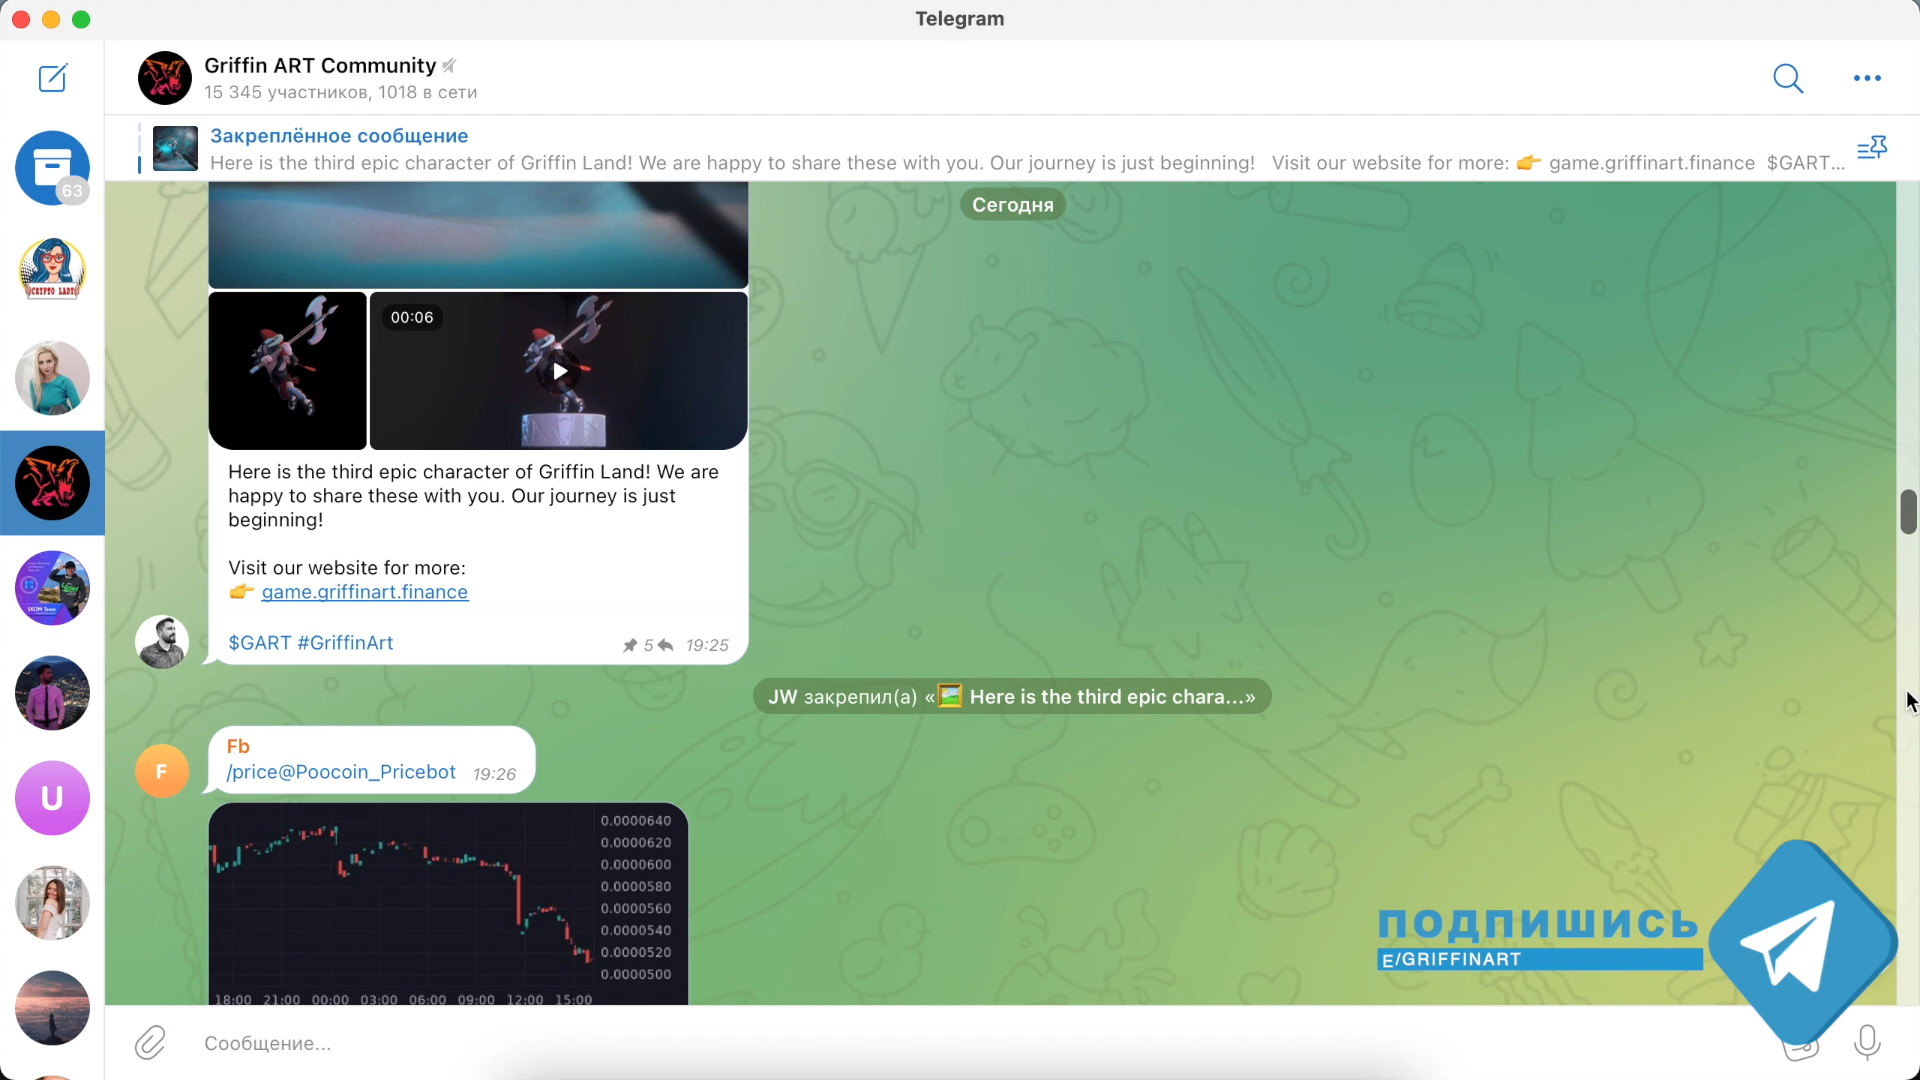 Telegram
Griffin ART Community
15 345 участников, 1018 в сети
Закреплённое сообщение
Here is the third epic character of Griffin Land! We are happy to share these with you. Our journey is just beginning! Visit our website for more: 👉 game.griffinart.finance $GART...
63
CRYPTO LADY
Сегодня
00:06
Here is the third epic character of Griffin Land! We are
happy to share these with you. Our journey is just
beginning!
Visit our website for more:
👉 game.griffinart.finance
$GART #GriffinArt
5 19:25
JW закрепил(а) «🖼️ Here is the third epic chara...»
F
Fb
/price@Poocoin_Pricebot 19:26
U
0.0000640
0.0000620
0.0000600
0.0000580
0.0000560
0.0000540
0.0000520
0.0000500
18:00 21:00 00:00 03:00 06:00 09:00 12:00 15:00
ПОДПИШИСЬ
E/GRIFFINART
Сообщение...